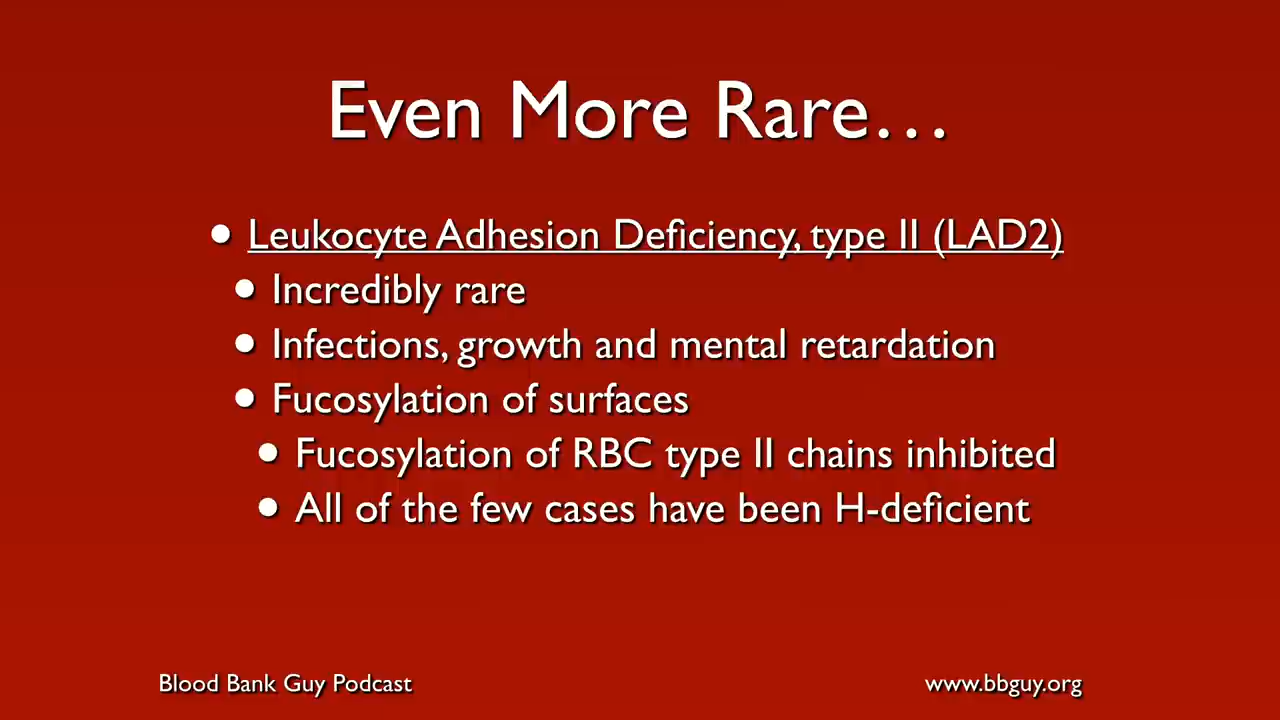 Even More Rare…
• Leukocyte Adhesion Deficiency, type II (LAD2)
• Incredibly rare
• Infections, growth and mental retardation
• Fucosylation of surfaces
• Fucosylation of RBC type II chains inhibited
• All of the few cases have been H-deficient
Blood Bank Guy Podcast
www.bbguy.org